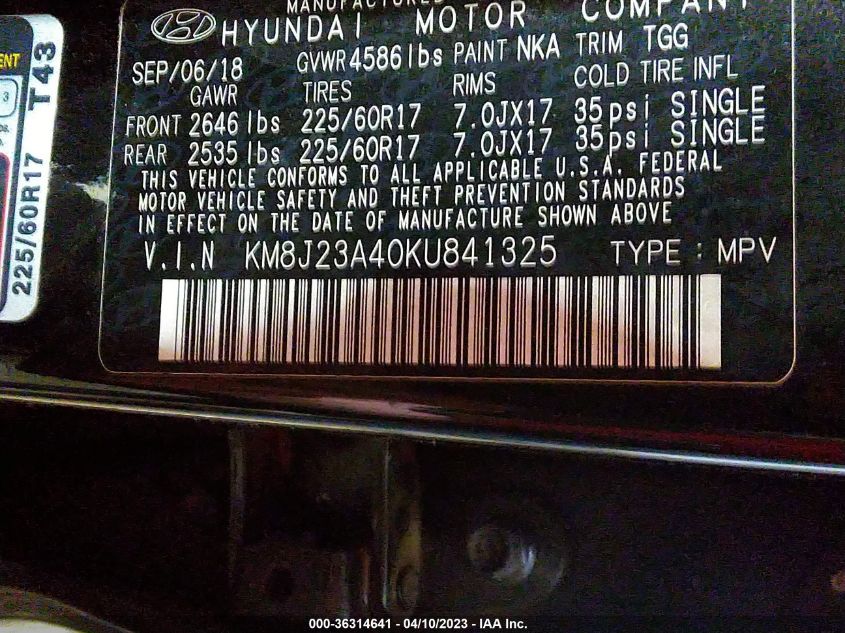 MANUFACTURED
HYUNDAI MOTOR COMPANY
SEP/06/18 GVWR 4586 lbs PAINT NKA TRIM TGG
GAWR TIRES RIMS COLD TIRE INFL
FRONT 2646 lbs 225/60R17 7.0JX17 35psi SINGLE
REAR 2535 lbs 225/60R17 7.0JX17 35psi SINGLE
THIS VEHICLE CONFORMS TO ALL APPLICABLE U.S.A. FEDERAL
MOTOR VEHICLE SAFETY AND THEFT PREVENTION STANDARDS
IN EFFECT ON THE DATE OF MANUFACTURE SHOWN ABOVE
V.I.N KM8J23A40KU841325 TYPE : MPV
3
225/60R17 T43
000-36314641 - 04/10/2023 - IAA Inc.